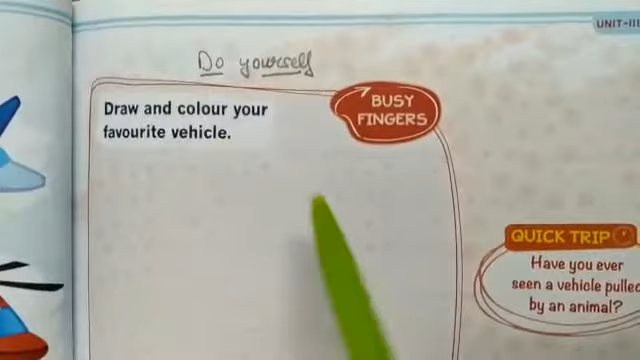 UNIT-III
Do yourself
Draw and colour your
favourite vehicle.
BUSY
FINGERS
QUICK TRIP
Have you ever
seen a vehicle pulled
by an animal?